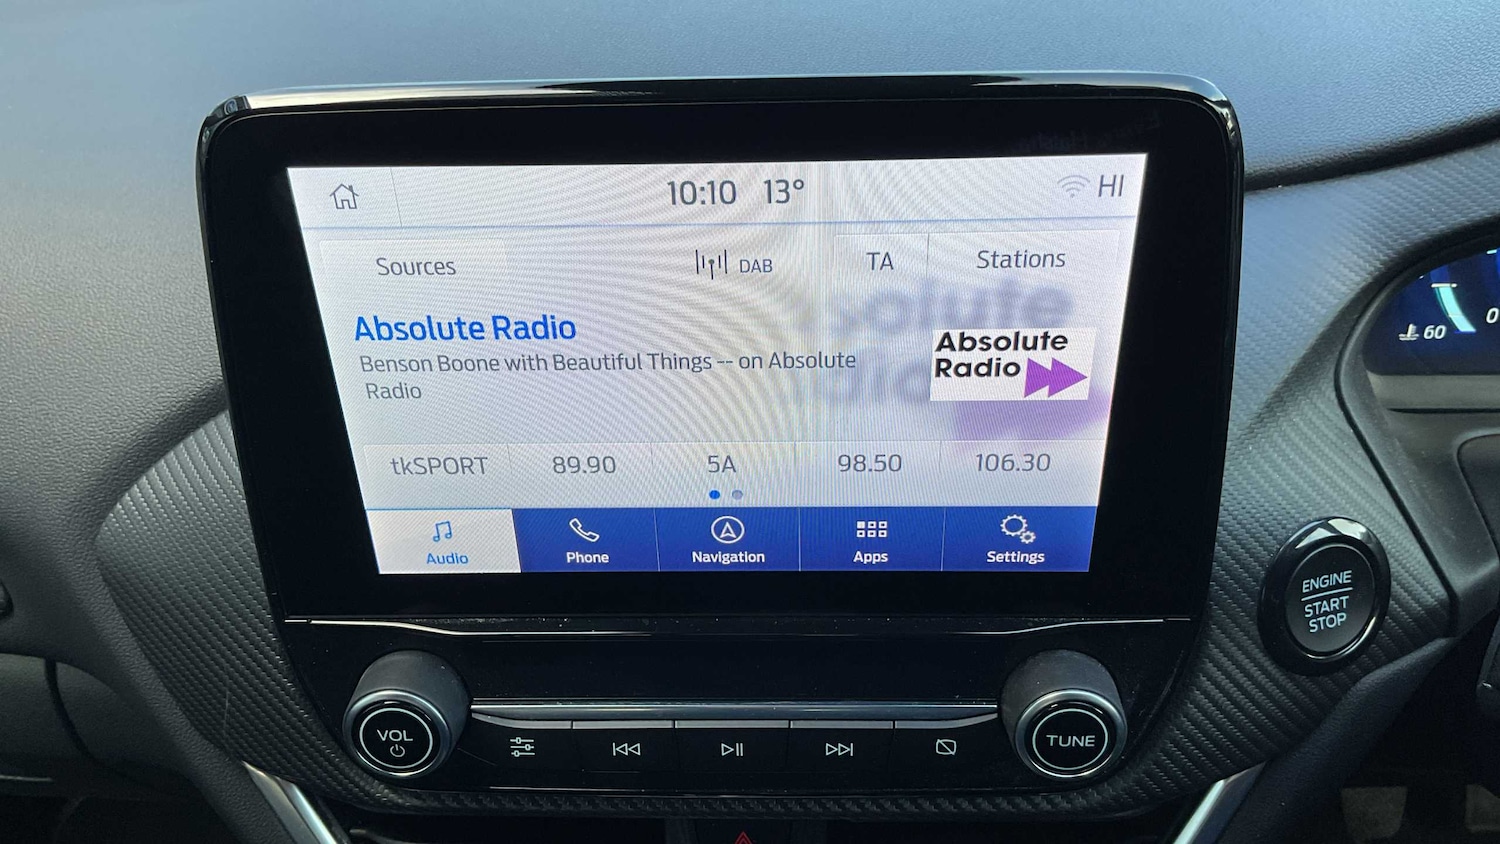 10:10 13° HI
Sources DAB TA Stations
Absolute Radio
Benson Boone with Beautiful Things -- on Absolute
Radio
Absolute
Radio
tkSPORT 89.90 5A 98.50 106.30
Audio Phone Navigation Apps Settings
60
0
ENGINE
START
STOP
VOL
TUNE